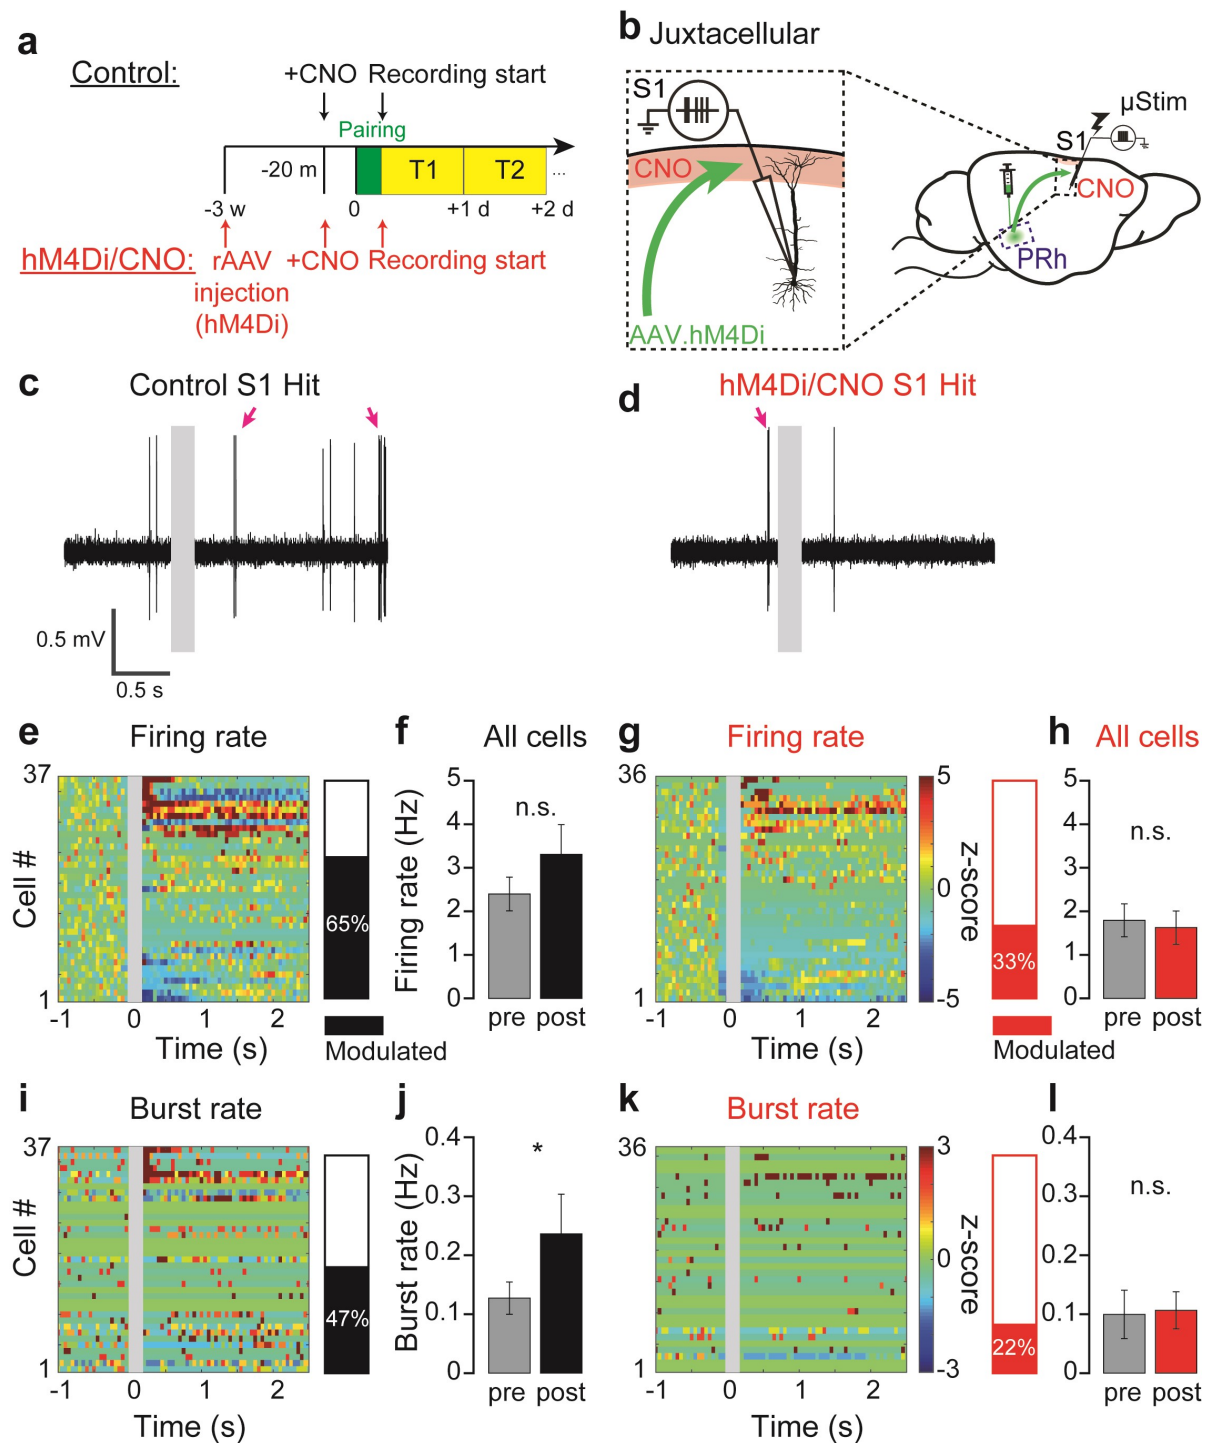 a
Control:
+CNO Recording start
Pairing
-20 m
T1
T2
...
-3 w
0
+1 d
+2 d
hM4Di/CNO:
rAAV
+CNO Recording start
injection
(hM4Di)
b Juxtacellular
S1
CNO
AAV.hM4Di
µStim
S1
CNO
PRh
c Control S1 Hit
0.5 mV
0.5 s
d hM4Di/CNO S1 Hit
e Firing rate
37
Cell #
1
-1 0 1 2
Time (s)
65%
Modulated
f All cells
Firing rate (Hz)
5
4
3
2
1
0
n.s.
pre post
g Firing rate
36
1
-1 0 1 2
Time (s)
5
0
-5
z-score
33%
Modulated
h All cells
5
4
3
2
1
0
n.s.
pre post
i Burst rate
37
Cell #
1
-1 0 1 2
Time (s)
47%
j
Burst rate (Hz)
0.4
0.3
0.2
0.1
0
*
pre post
k Burst rate
36
1
-1 0 1 2
Time (s)
3
0
-3
z-score
22%
l
0.4
0.3
0.2
0.1
0
n.s.
pre post